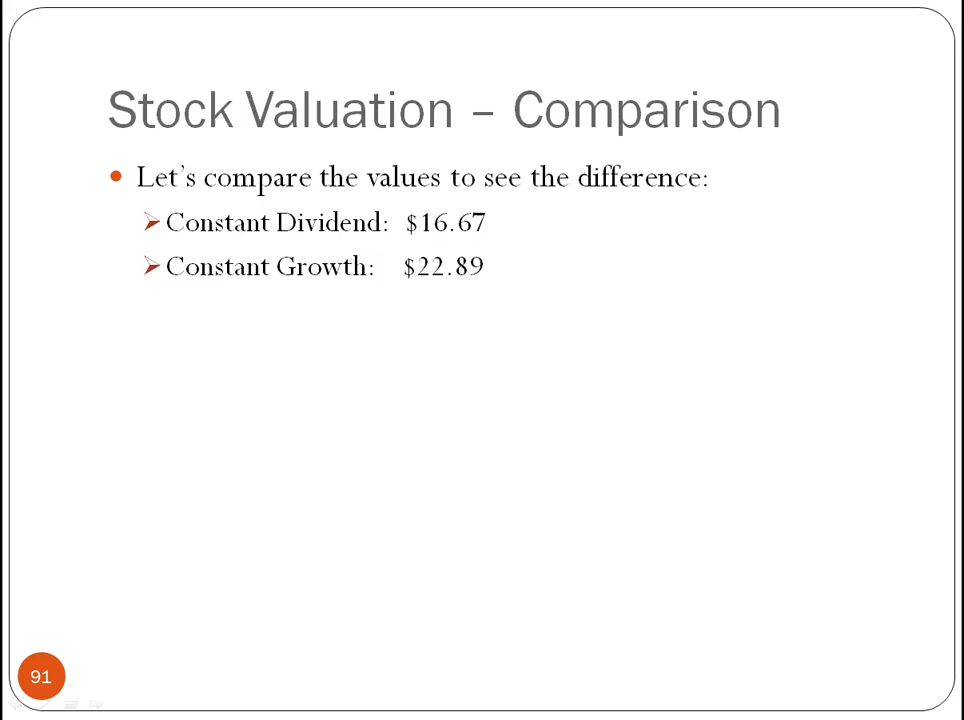 Stock Valuation – Comparison
Let’s compare the values to see the difference:
Constant Dividend: $16.67
Constant Growth: $22.89
91